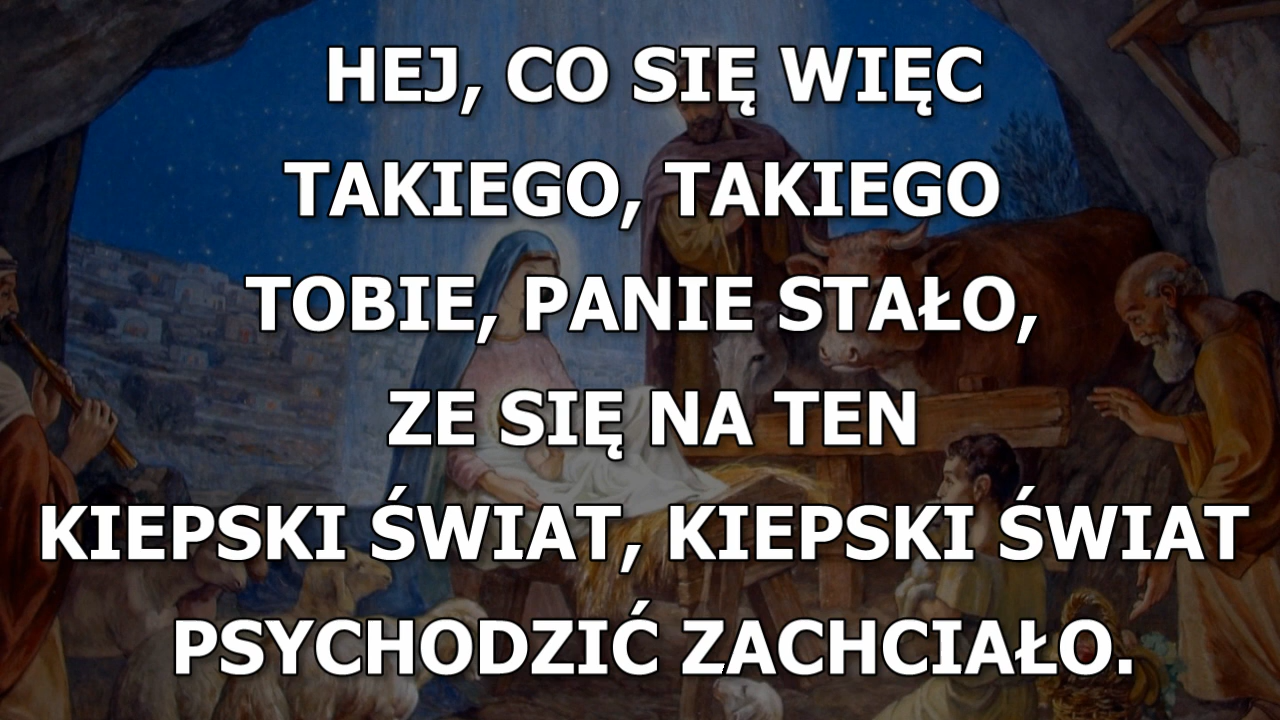 HEJ, CO SIĘ WIĘC
TAKIEGO, TAKIEGO
TOBIE, PANIE STAŁO,
ZE SIĘ NA TEN
KIEPSKI ŚWIAT, KIEPSKI ŚWIAT
PSYCHODZIĆ ZACHCIAŁO.